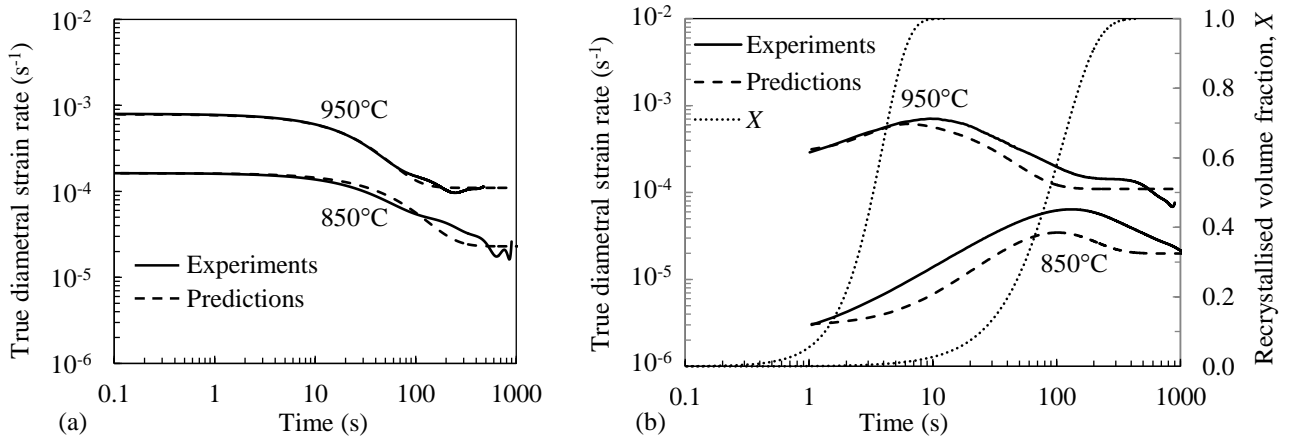 True diametral strain rate (s⁻¹)
10⁻²
10⁻³
10⁻⁴
10⁻⁵
10⁻⁶
950°C
850°C
Experiments
Predictions
0.1 1 10 100 1000
Time (s)
(a)
True diametral strain rate (s⁻¹)
10⁻²
10⁻³
10⁻⁴
10⁻⁵
10⁻⁶
Experiments
Predictions
X
950°C
850°C
1.0
0.8
0.6
0.4
0.2
0.0
Recrystallised volume fraction, X
0.1 1 10 100 1000
Time (s)
(b)